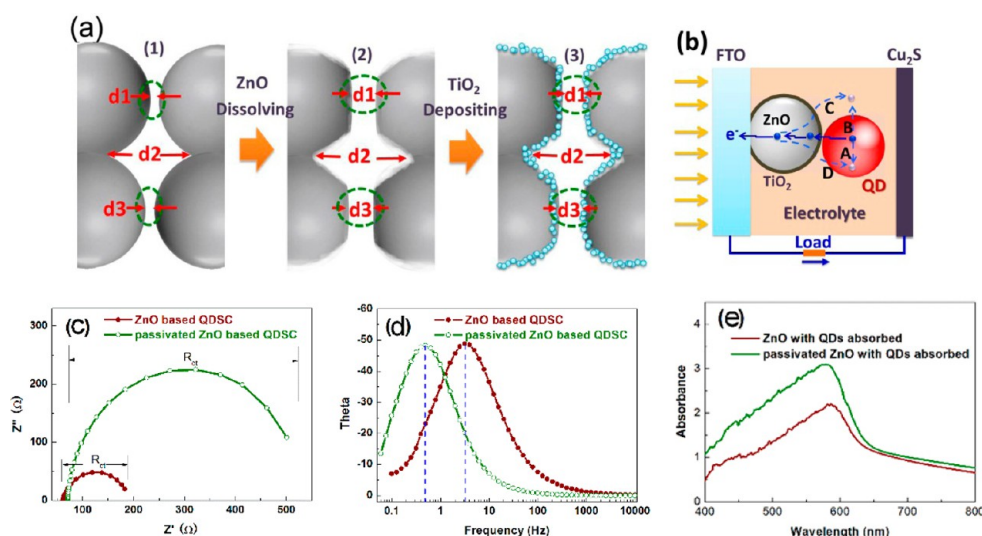 (a)
(1)
d1
d2
d3
ZnO
Dissolving
(2)
d1
d2
d3
TiO2
Depositing
(3)
d1
d2
d3
(b)
FTO
Cu2S
ZnO
C
B
A
D
e-
TiO2
QD
Electrolyte
Load
(c)
ZnO based QDSC
passivated ZnO based QDSC
Rct
Rct
300
200
100
0
Z'' (Ω)
0 100 200 300 400 500
Z' (Ω)
(d)
ZnO based QDSC
passivated ZnO based QDSC
-60
-50
-40
-30
-20
-10
0
Theta
0.1 1 10 100 1000 10000
Frequency (Hz)
(e)
ZnO with QDs absorbed
passivated ZnO with QDs absorbed
4
3
2
1
0
Absorbance
400 500 600 700 800
Wavelength (nm)